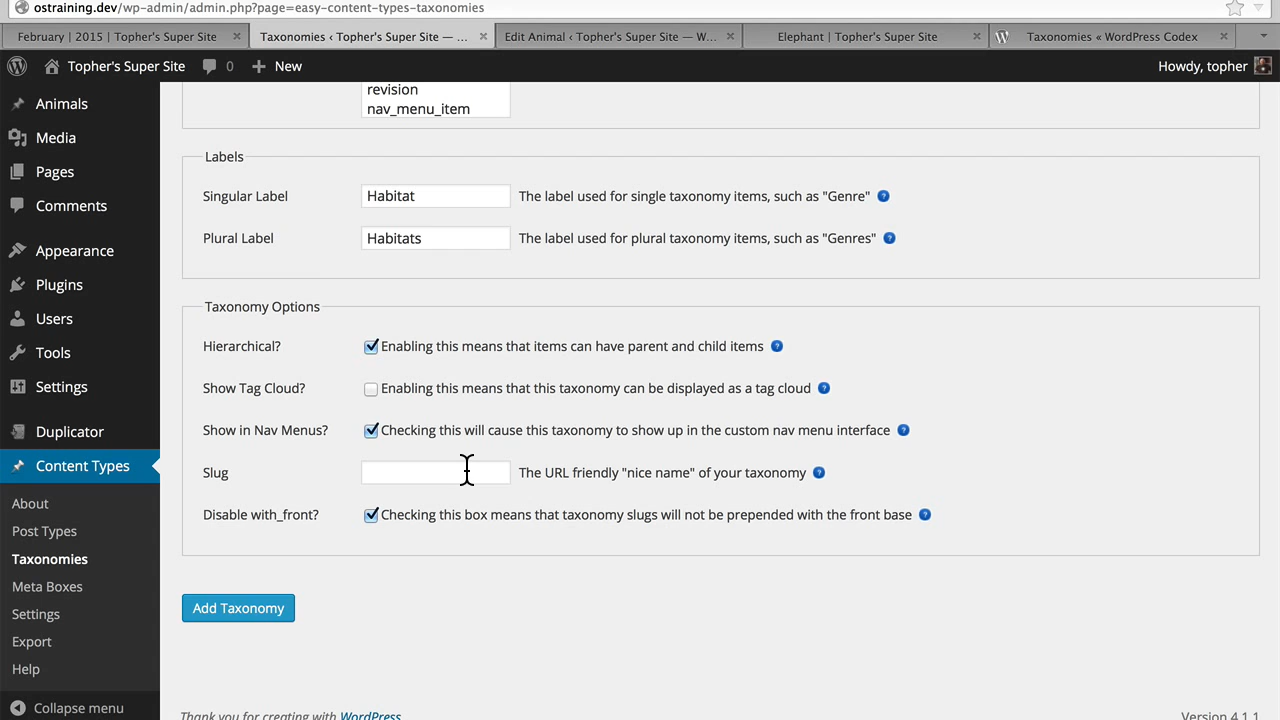 ostraining.dev/wp-admin/admin.php?page=easy-content-types-taxonomies
February | 2015 | Topher's Super Site
Taxonomies ‹ Topher's Super Site — ...
Edit Animal ‹ Topher's Super Site — W...
Elephant | Topher's Super Site
Taxonomies « WordPress Codex
Topher's Super Site
0
+ New
Howdy, topher
Animals
Media
Pages
Comments
Appearance
Plugins
Users
Tools
Settings
Duplicator
Content Types
About
Post Types
Taxonomies
Meta Boxes
Settings
Export
Help
Collapse menu
revision
nav_menu_item
Labels
Singular Label Habitat The label used for single taxonomy items, such as "Genre" ?
Plural Label Habitats The label used for plural taxonomy items, such as "Genres" ?
Taxonomy Options
Hierarchical? Enabling this means that items can have parent and child items ?
Show Tag Cloud? Enabling this means that this taxonomy can be displayed as a tag cloud ?
Show in Nav Menus? Checking this will cause this taxonomy to show up in the custom nav menu interface ?
Slug The URL friendly "nice name" of your taxonomy ?
Disable with_front? Checking this box means that taxonomy slugs will not be prepended with the front base ?
Add Taxonomy
Thank you for creating with WordPress
Version 4.1.1